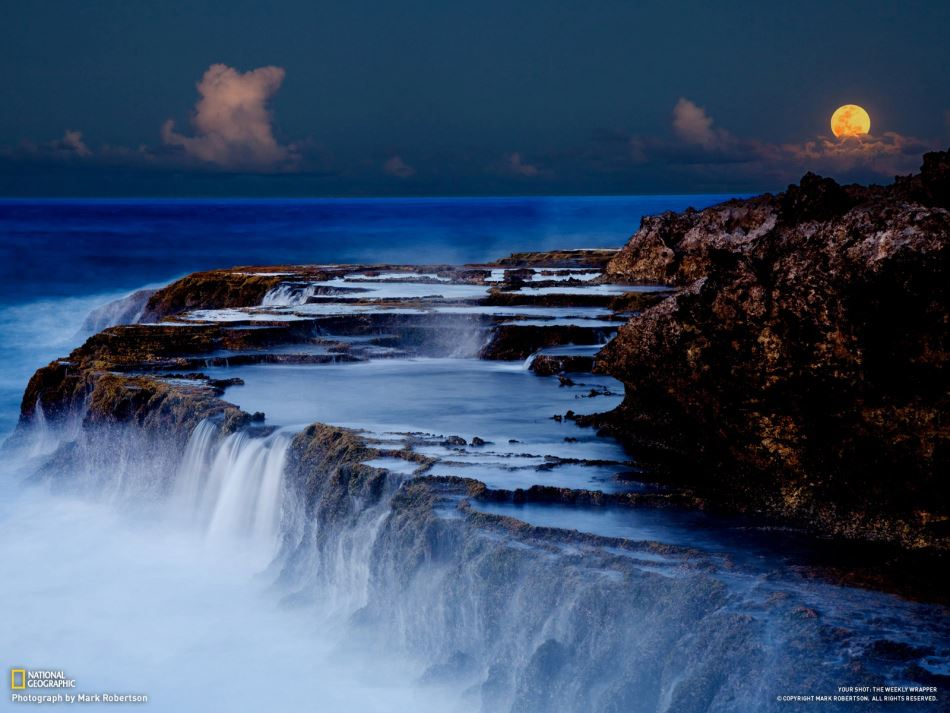 NATIONAL
GEOGRAPHIC
Photograph by Mark Robertson
YOUR SHOT: THE WEEKLY WRAPPER
© COPYRIGHT MARK ROBERTSON. ALL RIGHTS RESERVED.